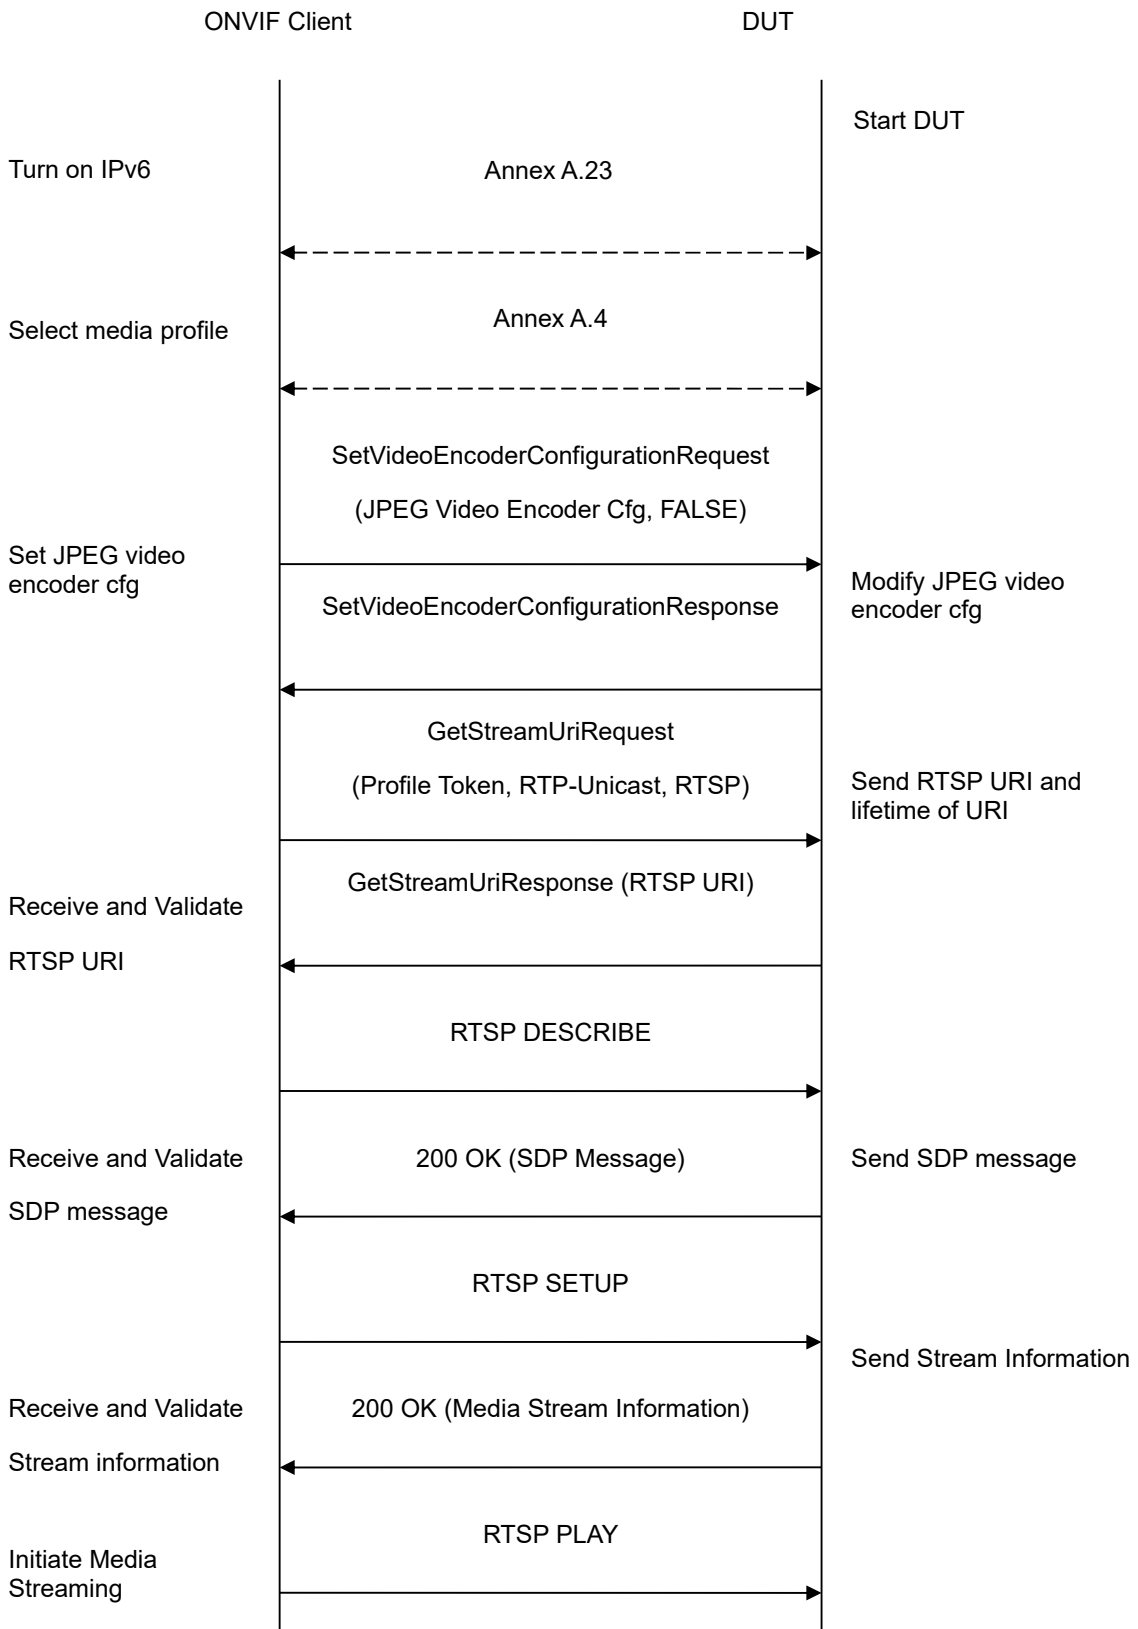 ONVIF Client
DUT
Start DUT
Turn on IPv6
Annex A.23
Select media profile
Annex A.4
SetVideoEncoderConfigurationRequest
(JPEG Video Encoder Cfg, FALSE)
Set JPEG video
encoder cfg
Modify JPEG video
encoder cfg
SetVideoEncoderConfigurationResponse
GetStreamUriRequest
(Profile Token, RTP-Unicast, RTSP)
Send RTSP URI and
lifetime of URI
GetStreamUriResponse (RTSP URI)
Receive and Validate
RTSP URI
RTSP DESCRIBE
Receive and Validate
200 OK (SDP Message)
Send SDP message
SDP message
RTSP SETUP
Send Stream Information
Receive and Validate
200 OK (Media Stream Information)
Stream information
RTSP PLAY
Initiate Media
Streaming